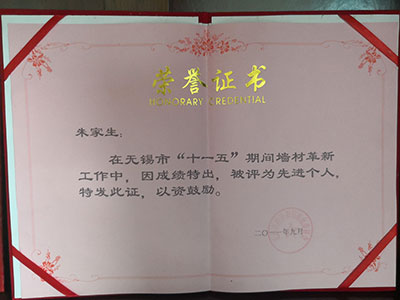 荣誉证书
HONORARY CREDENTIAL
朱家生：
在无锡市“十一五”期间墙材革新
工作中，因成绩特出，被评为先进个人，
特发此证，以资鼓励。
二〇一一年九月